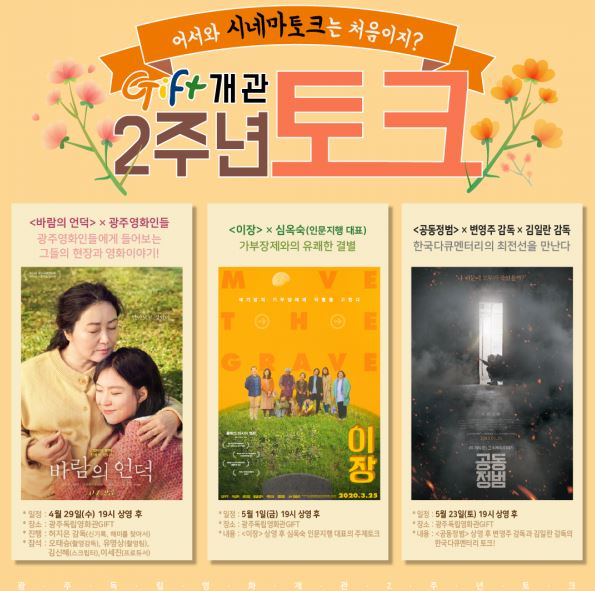 어서와 시네마토크는 처음이지?
Gift 개관
2주년 토크
<바람의 언덕> × 광주영화인들
광주영화인들에게 들어보는
그들의 현장과 영화이야기!
바람의 언덕
* 일정 : 4월 29일(수) 19시 상영 후
* 장소 : 광주독립영화관GIFT
* 진행 : 허지은 감독(신기록, 해미를 찾아서)
* 참석 : 오태승(촬영감독), 유명상(촬영팀),
김신혜(스크립터), 이세진(프로듀서)
<이장> × 심옥숙(인문지행 대표)
가부장제와의 유쾌한 결별
MOVE
THE
GRAVE
이장
2020.3.25
* 일정 : 5월 1일(금) 19시 상영 후
* 장소 : 광주독립영화관GIFT
* 내용 : <이장> 상영 후 심옥숙 인문지행 대표의 주제토크
<공동정범> × 변영주 감독 × 김일란 감독
한국다큐멘터리의 최전선을 만난다
공동
정범
* 일정 : 5월 23일(토) 19시 상영 후
* 장소 : 광주독립영화관GIFT
* 내용 : <공동정범> 상영 후 변영주 감독과 김일란 감독의
한국다큐멘터리 토크!
광주독립영화관2주년토크